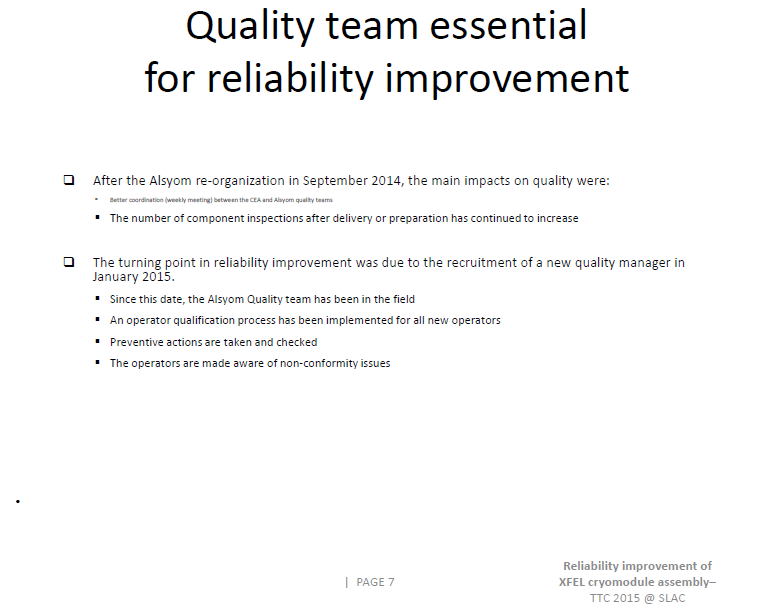 Quality team essential
for reliability improvement
❑ After the Alsyom re-organization in September 2014, the main impacts on quality were:
▪ Better coordination (weekly meeting) between the CEA and Alsyom quality teams
▪ The number of component inspections after delivery or preparation has continued to increase
❑ The turning point in reliability improvement was due to the recruitment of a new quality manager in
January 2015.
▪ Since this date, the Alsyom Quality team has been in the field
▪ An operator qualification process has been implemented for all new operators
▪ Preventive actions are taken and checked
▪ The operators are made aware of non-conformity issues
•
| PAGE 7
Reliability improvement of
XFEL cryomodule assembly–
TTC 2015 @ SLAC